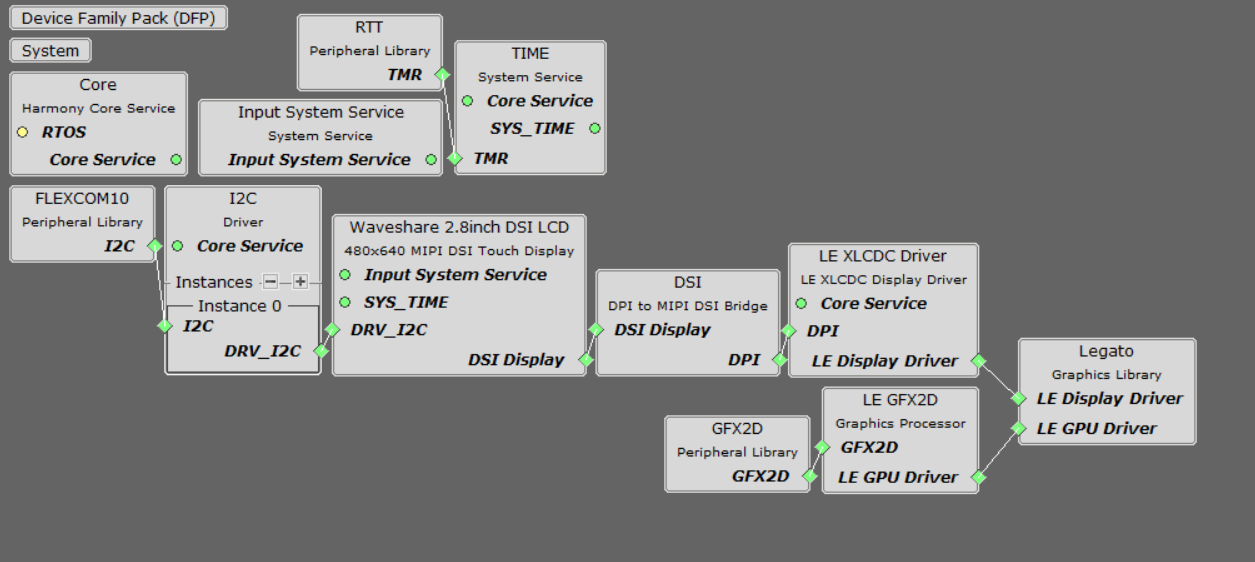 Device Family Pack (DFP)
System
Core
Harmony Core Service
RTOS
Core Service
RTT
Peripheral Library
TMR
Input System Service
System Service
Input System Service
TIME
System Service
Core Service
SYS_TIME
TMR
FLEXCOM10
Peripheral Library
I2C
I2C
Driver
Core Service
Instances
Instance 0
I2C
DRV_I2C
Waveshare 2.8inch DSI LCD
480x640 MIPI DSI Touch Display
Input System Service
SYS_TIME
DRV_I2C
DSI Display
DSI
DPI to MIPI DSI Bridge
DSI Display
DPI
LE XLCDC Driver
LE XLCDC Display Driver
Core Service
DPI
LE Display Driver
GFX2D
Peripheral Library
GFX2D
LE GFX2D
Graphics Processor
GFX2D
LE GPU Driver
Legato
Graphics Library
LE Display Driver
LE GPU Driver